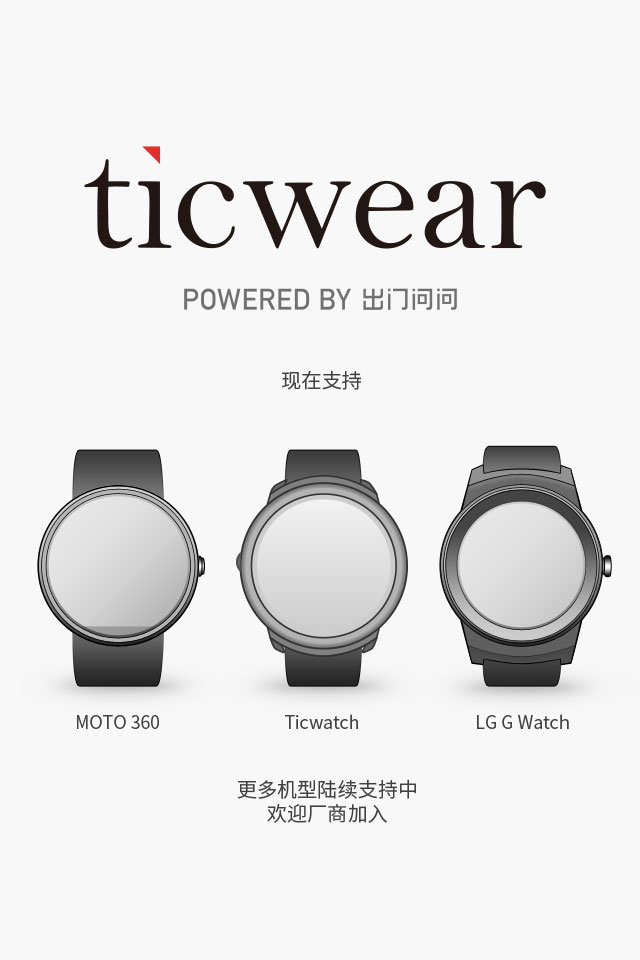 ticwear
POWERED BY 出门问问
现在支持
MOTO 360
Ticwatch
LG G Watch
更多机型陆续支持中
欢迎厂商加入